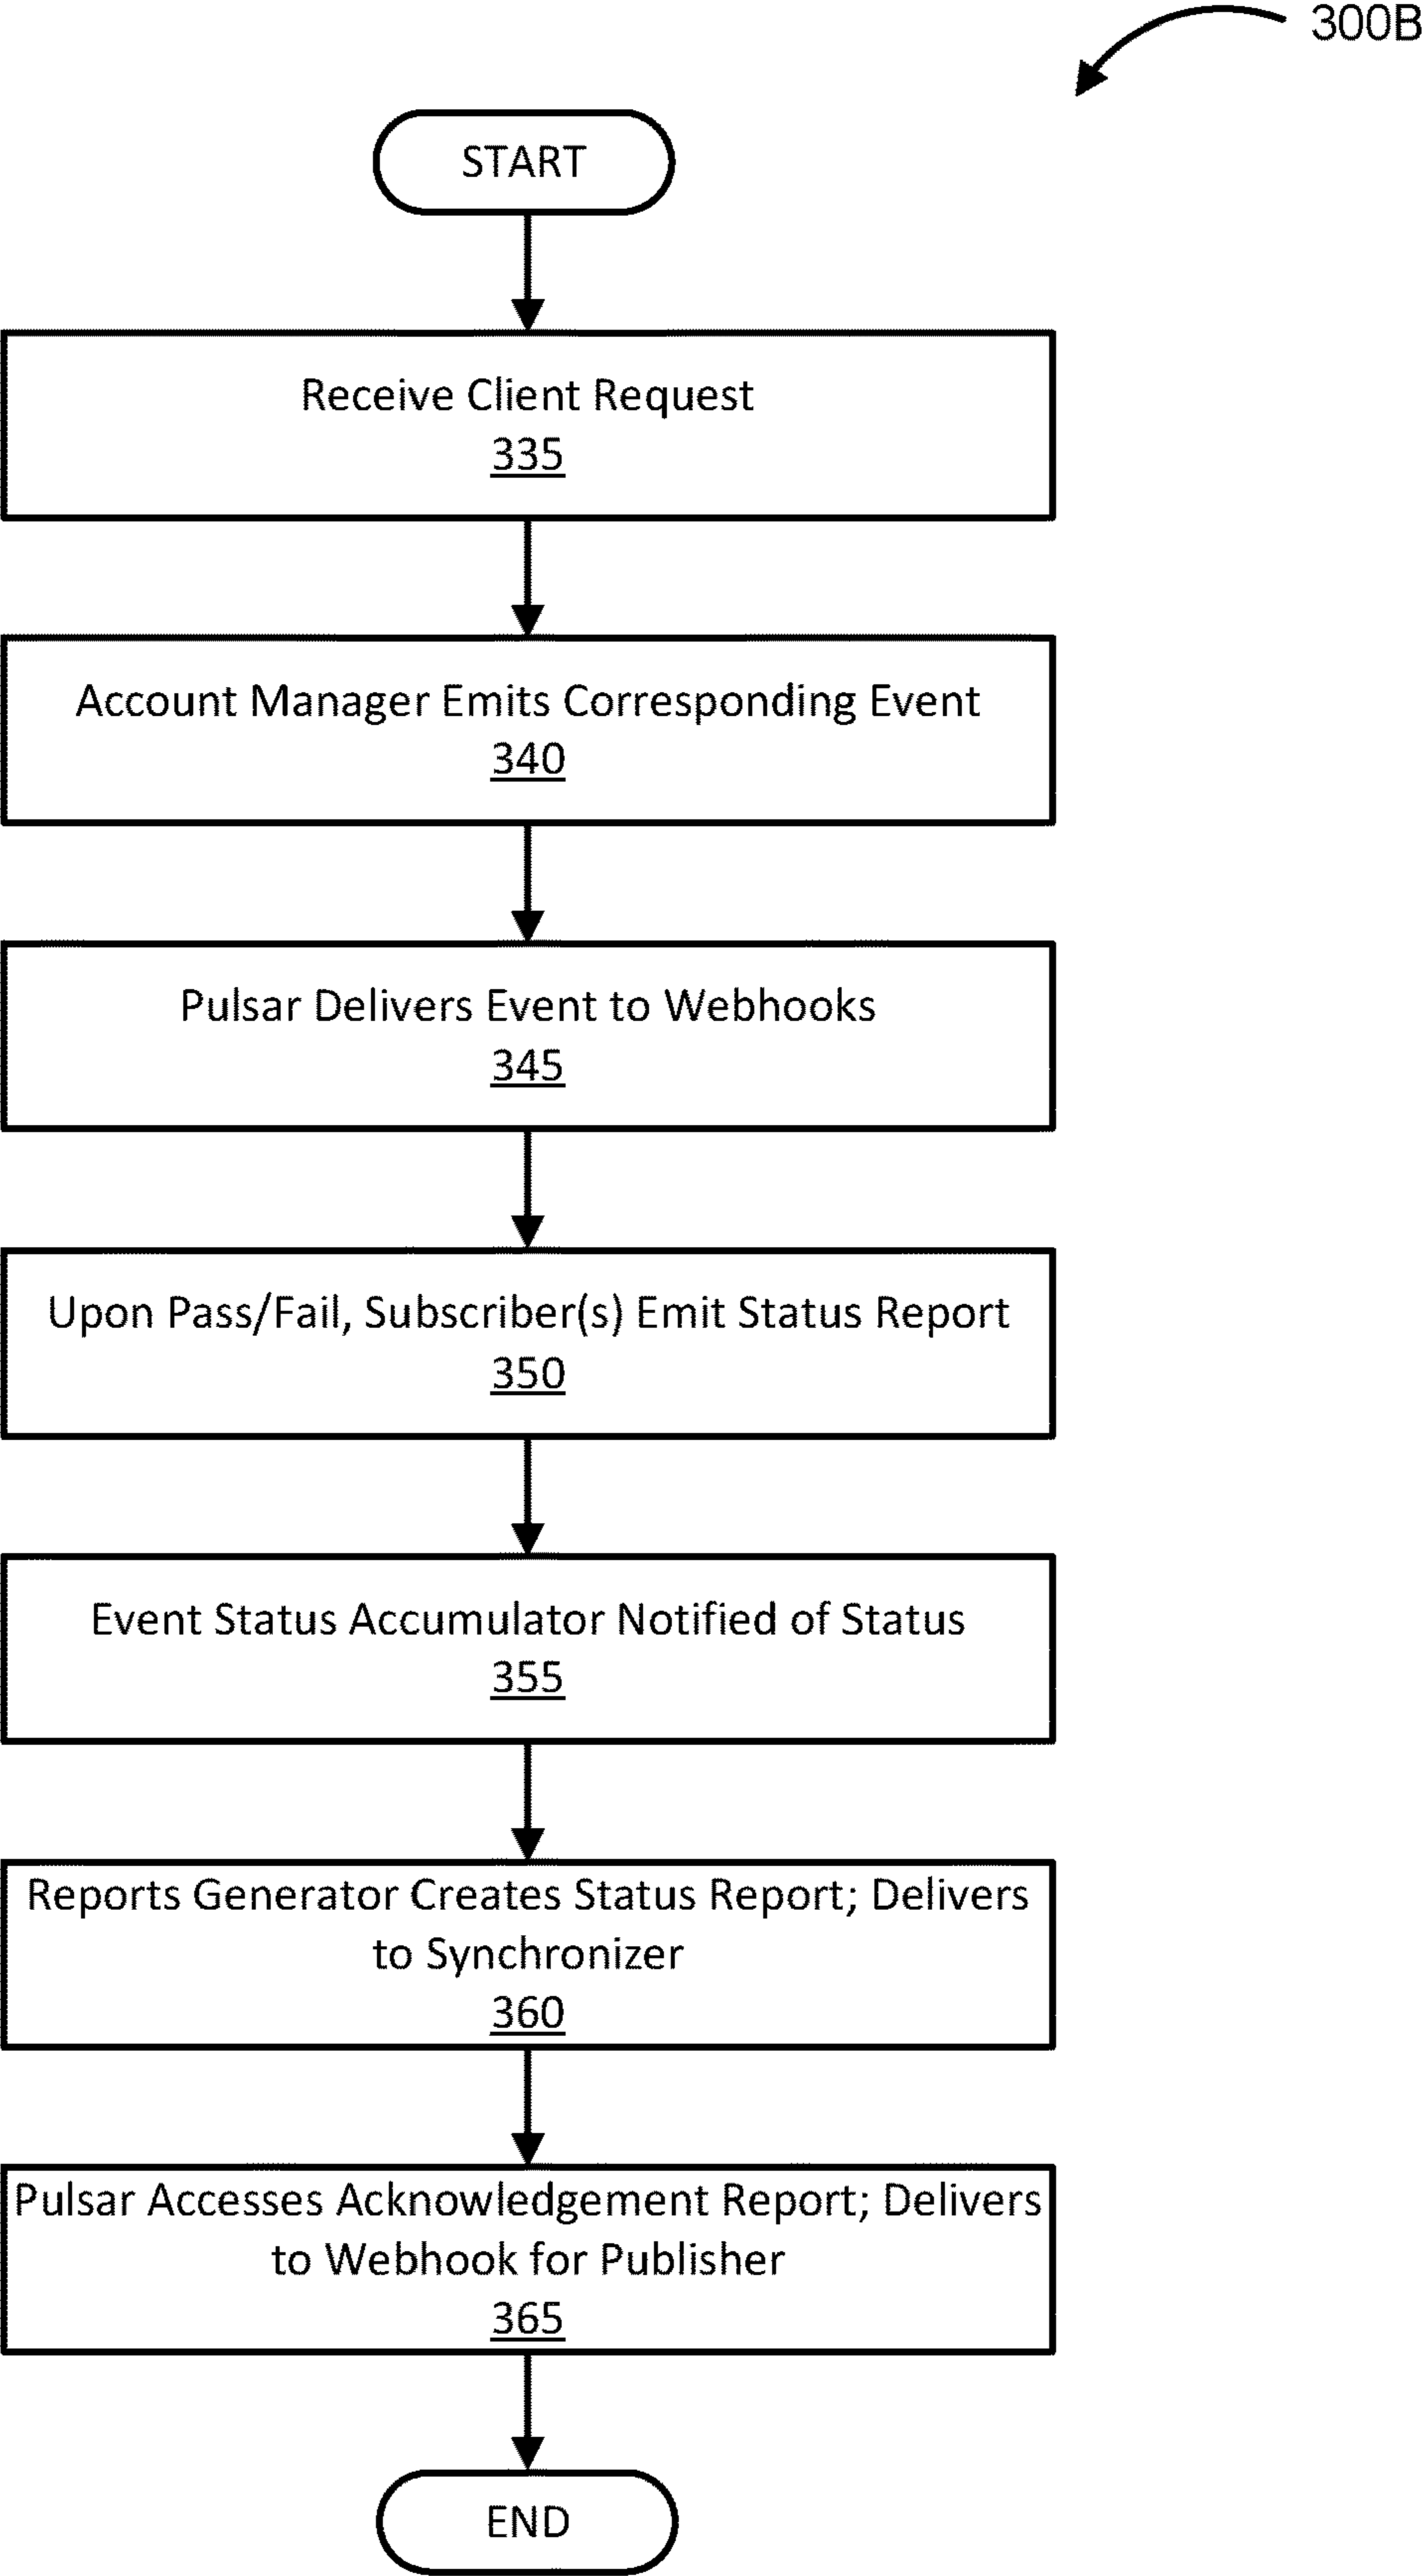 300B
START
Receive Client Request
335
Account Manager Emits Corresponding Event
340
Pulsar Delivers Event to Webhooks
345
Upon Pass/Fail, Subscriber(s) Emit Status Report
350
Event Status Accumulator Notified of Status
355
Reports Generator Creates Status Report; Delivers
to Synchronizer
360
Pulsar Accesses Acknowledgement Report; Delivers
to Webhook for Publisher
365
END